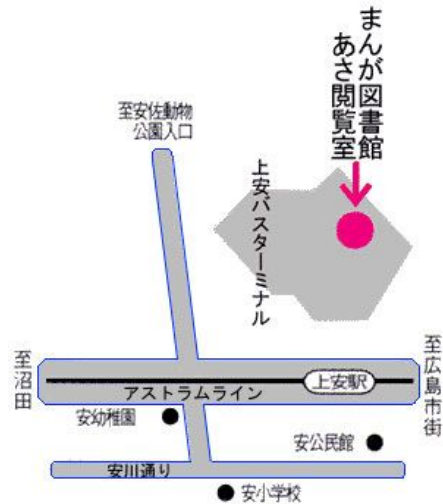 まんが図書館
あさ閲覧室
至安佐動物
公園入口
上安バスターミナル
至沼田
至広島市街
上安駅
アストラムライン
安幼稚園
安公民館
安川通り
安小学校